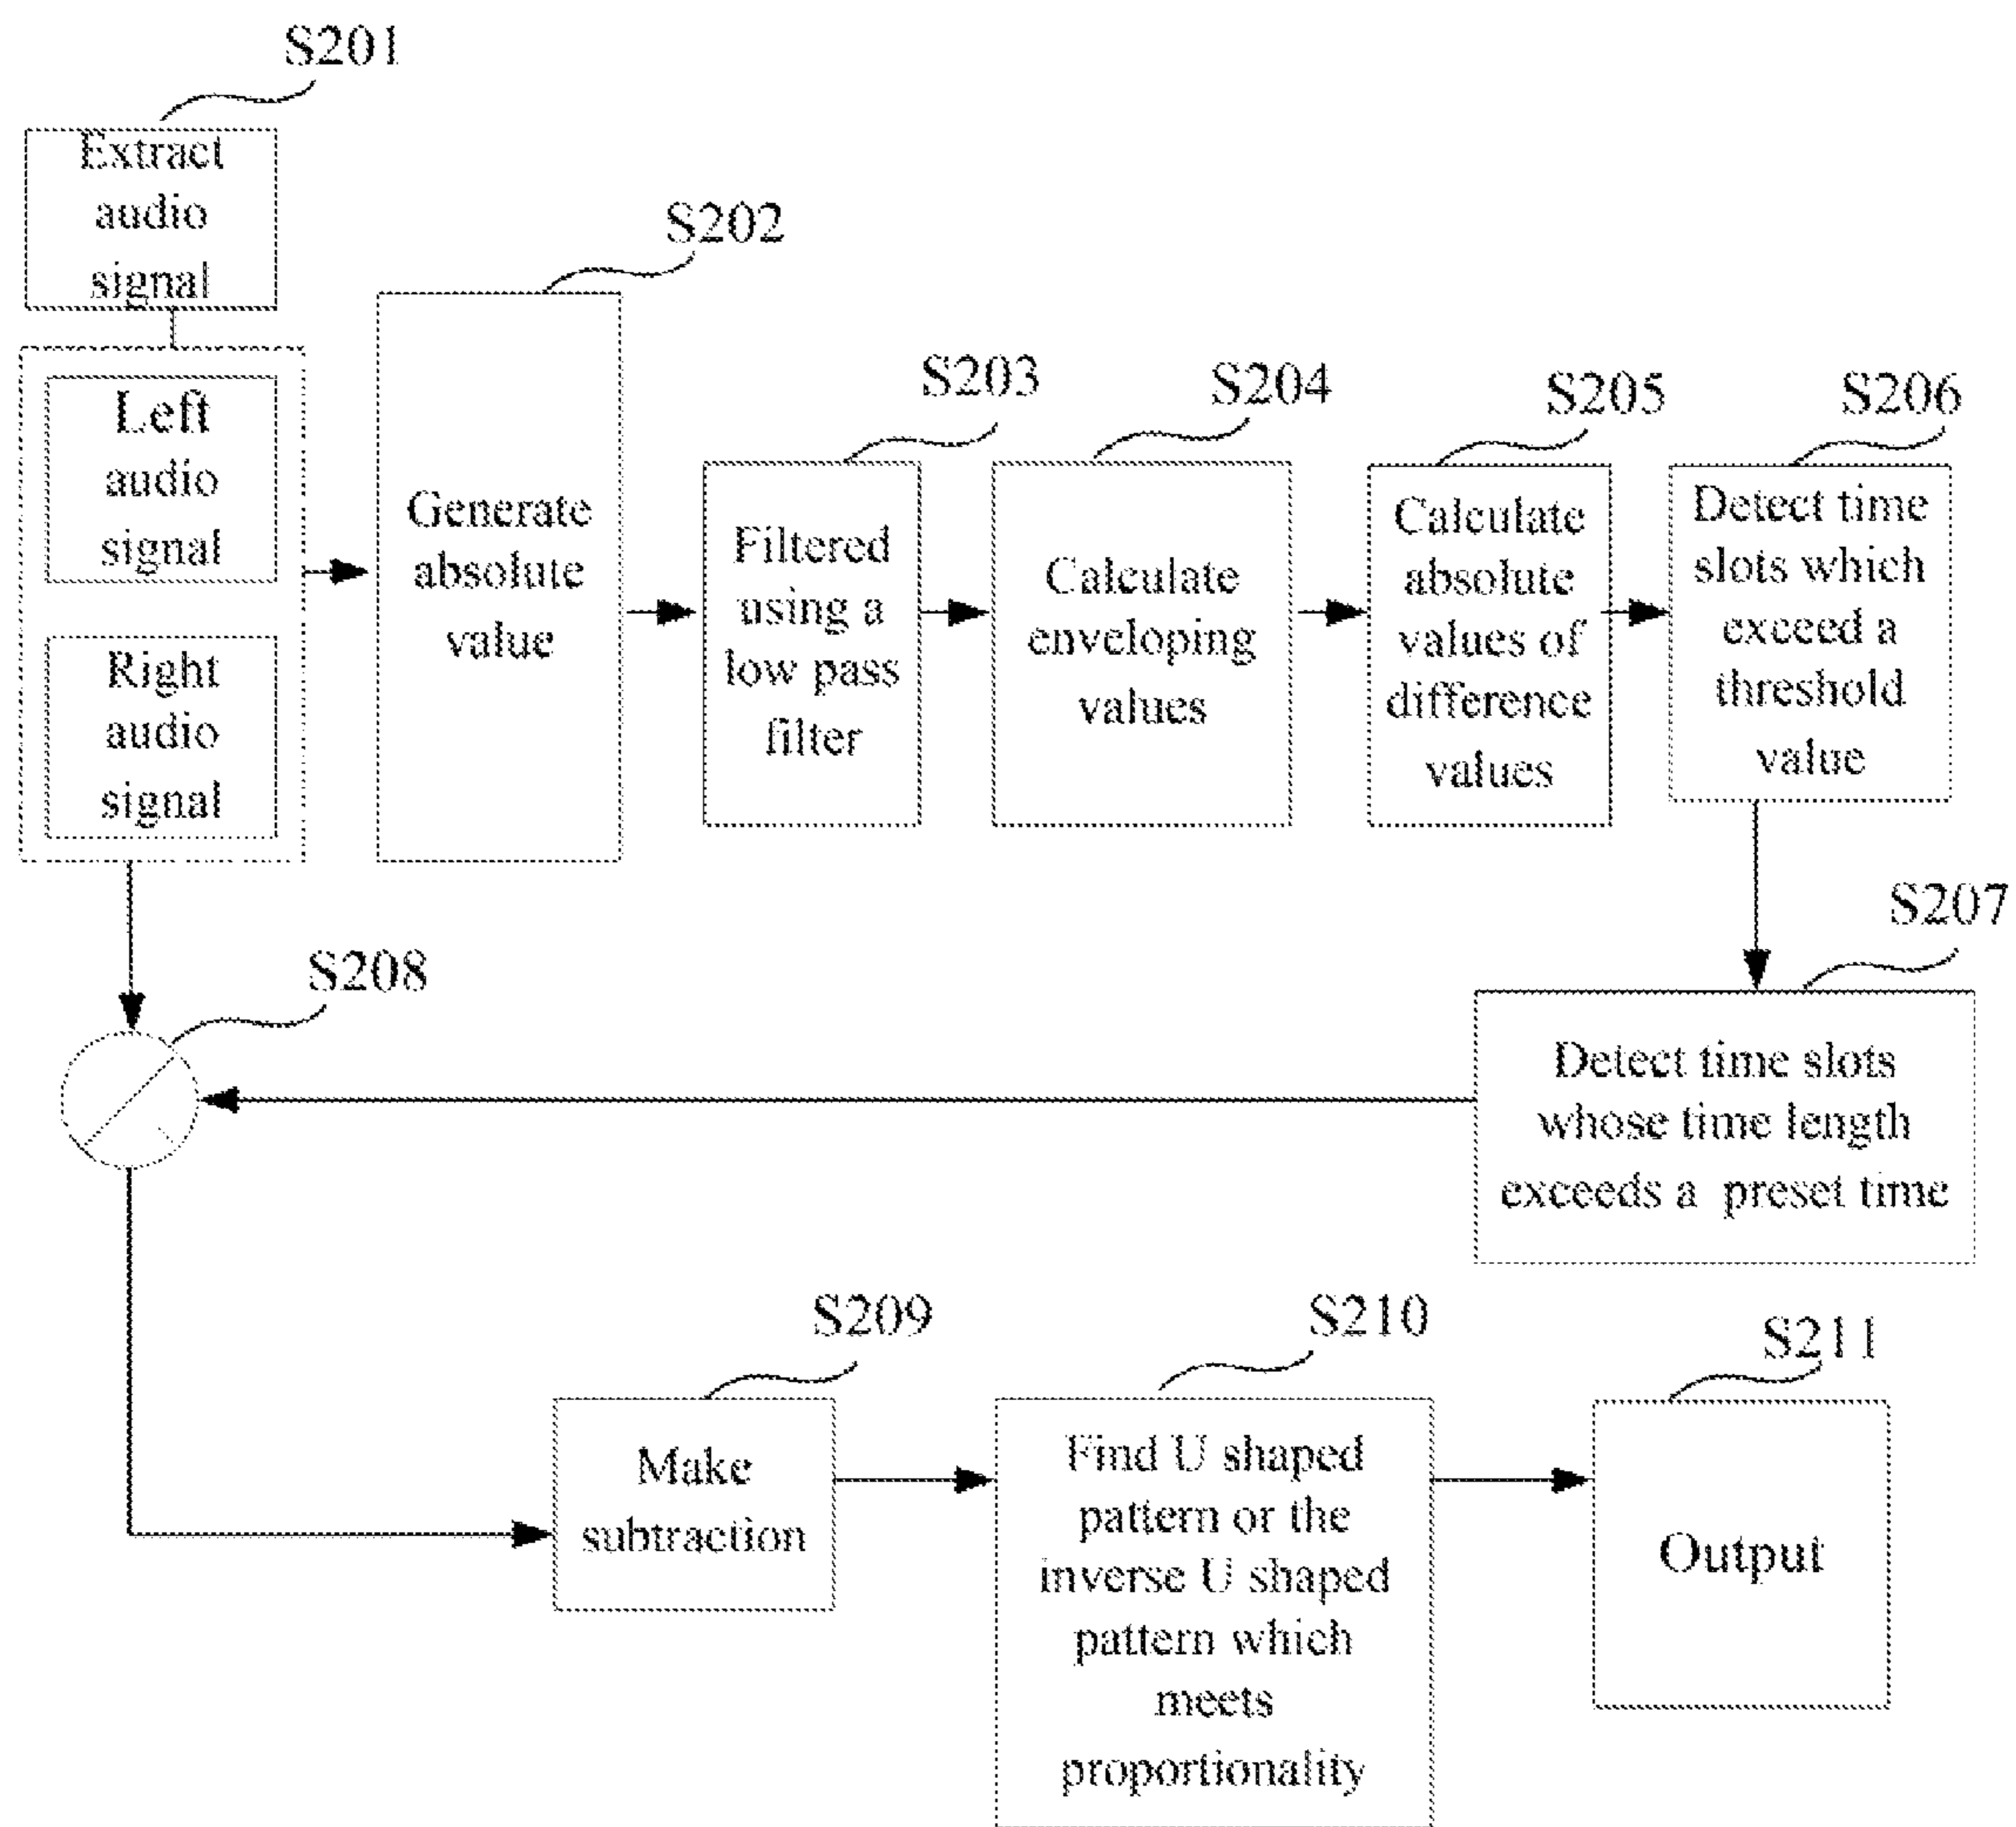 S201
Extract
audio
signal
Left
audio
signal
Right
audio
signal
S202
Generate
absolute
value
S203
Filtered
using a
low pass
filter
S204
Calculate
enveloping
values
S205
Calculate
absolute
values of
difference
values
S206
Detect time
slots which
exceed a
threshold
value
S207
Detect time slots
whose time length
exceeds a preset time
S208
S209
Make
subtraction
S210
Find U shaped
pattern or the
inverse U shaped
pattern which
meets
proportionality
S211
Output